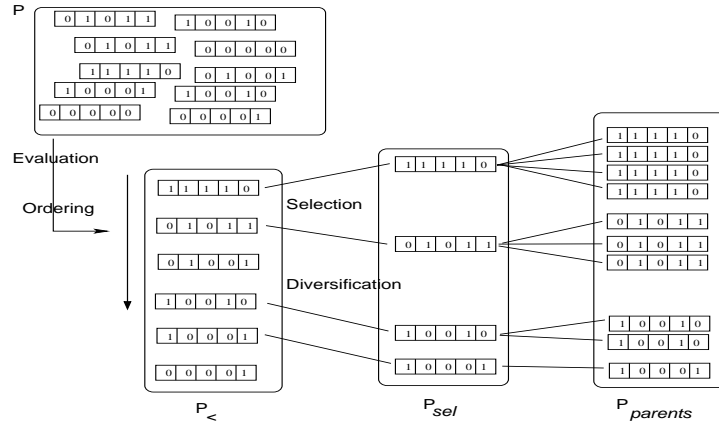 P
0 1 0 1 1
1 0 0 1 0
0 1 0 1 1
0 0 0 0 0
1 1 1 1 0
0 1 0 0 1
1 0 0 0 1
1 0 0 1 0
0 0 0 0 0
0 0 0 0 1
Evaluation
Ordering
1 1 1 1 0
0 1 0 1 1
0 1 0 0 1
1 0 0 1 0
1 0 0 0 1
0 0 0 0 1
P<
Selection
Diversification
1 1 1 1 0
0 1 0 1 1
1 0 0 1 0
1 0 0 0 1
Psel
1 1 1 1 0
1 1 1 1 0
1 1 1 1 0
1 1 1 1 0
0 1 0 1 1
0 1 0 1 1
0 1 0 1 1
1 0 0 1 0
1 0 0 1 0
1 0 0 0 1
Pparents